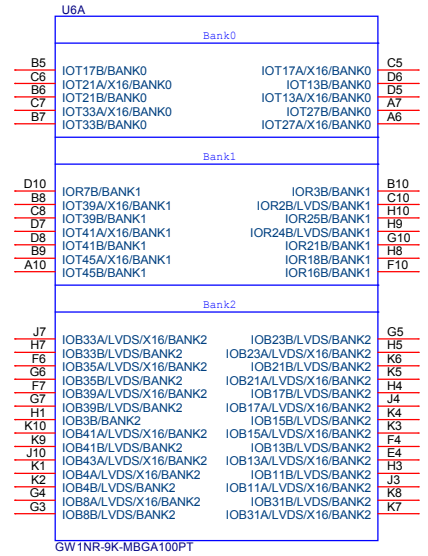 U6A
Bank0
B5 IOT17B/BANK0 IOT17A/X16/BANK0 C5
C6 IOT21A/X16/BANK0 IOT13B/BANK0 D6
B6 IOT21B/BANK0 IOT13A/X16/BANK0 D5
C7 IOT33A/X16/BANK0 IOT27B/BANK0 A7
B7 IOT33B/BANK0 IOT27A/X16/BANK0 A6
Bank1
D10 IOR7B/BANK1 IOR3B/BANK1 B10
B8 IOT39A/X16/BANK1 IOR2B/LVDS/BANK1 C10
C8 IOT39B/BANK1 IOR25B/BANK1 H10
D7 IOT41A/X16/BANK1 IOR24B/LVDS/BANK1 H9
D8 IOT41B/BANK1 IOR21B/BANK1 G10
B9 IOT45A/X16/BANK1 IOR18B/BANK1 H8
A10 IOT45B/BANK1 IOR16B/BANK1 F10
Bank2
J7 IOB33A/LVDS/X16/BANK2 IOB23B/LVDS/BANK2 G5
H7 IOB33B/LVDS/BANK2 IOB23A/LVDS/X16/BANK2 H5
F6 IOB35A/LVDS/X16/BANK2 IOB21B/LVDS/BANK2 K6
G6 IOB35B/LVDS/BANK2 IOB21A/LVDS/X16/BANK2 K5
F7 IOB39A/LVDS/X16/BANK2 IOB17B/LVDS/BANK2 H4
G7 IOB39B/LVDS/BANK2 IOB17A/LVDS/X16/BANK2 J4
H1 IOB3B/BANK2 IOB15B/LVDS/BANK2 K4
K10 IOB41A/LVDS/X16/BANK2 IOB15A/LVDS/X16/BANK2 K3
K9 IOB41B/LVDS/BANK2 IOB13B/LVDS/BANK2 F4
J10 IOB43A/LVDS/X16/BANK2 IOB13A/LVDS/X16/BANK2 E4
K1 IOB4A/LVDS/X16/BANK2 IOB11B/LVDS/BANK2 H3
K2 IOB4B/LVDS/BANK2 IOB11A/LVDS/X16/BANK2 J3
G4 IOB8A/LVDS/X16/BANK2 IOB31B/LVDS/BANK2 K8
G3 IOB8B/LVDS/BANK2 IOB31A/LVDS/X16/BANK2 K7
GW1NR-9K-MBGA100PT